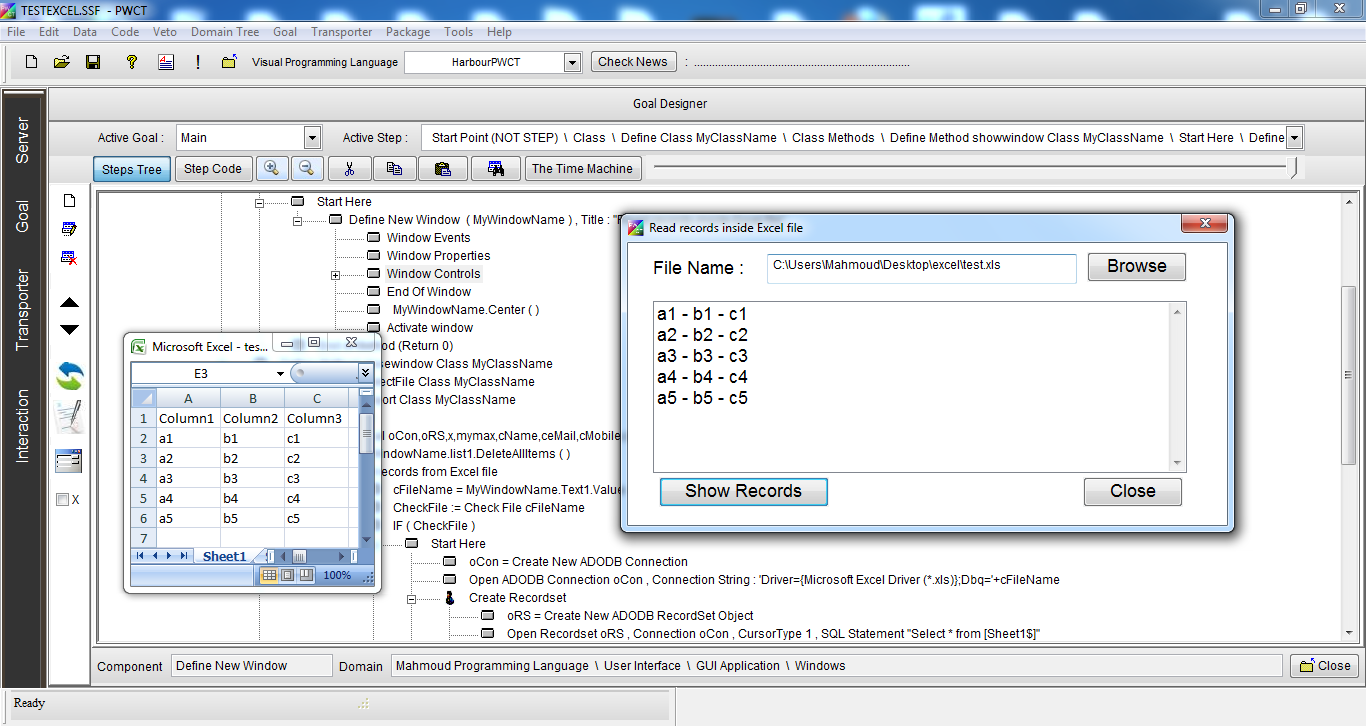 TESTEXCEL.SSF - PWCT
File Edit Data Code Veto Domain Tree Goal Transporter Package Tools Help
Visual Programming Language HarbourPWCT Check News : ........................................................................
Goal Designer
Active Goal : Main Active Step : Start Point (NOT STEP) \ Class \ Define Class MyClassName \ Class Methods \ Define Method showwindow Class MyClassName \ Start Here \ Define
Steps Tree Step Code The Time Machine
Server
Goal
Transporter
Interaction
X
Start Here
Define New Window ( MyWindowName ) , Title : "
Window Events
Window Properties
Window Controls
End Of Window
MyWindowName.Center ( )
Activate window
od (Return 0)
sewindow Class MyClassName
ectFile Class MyClassName
ort Class MyClassName
l oCon,oRS,x,mymax,cName,ceMail,cMobile
ndowName.list1.DeleteAllItems ( )
ecords from Excel file
cFileName = MyWindowName.Text1.Value
CheckFile := Check File cFileName
IF ( CheckFile )
Start Here
oCon = Create New ADODB Connection
Open ADODB Connection oCon , Connection String : 'Driver={Microsoft Excel Driver (*.xls)};Dbq='+cFileName
Create Recordset
oRS = Create New ADODB RecordSet Object
Open Recordset oRS , Connection oCon , CursorType 1 , SQL Statement "Select * from [Sheet1$]"
Microsoft Excel - tes...
E3
A B C
1 Column1 Column2 Column3
2 a1 b1 c1
3 a2 b2 c2
4 a3 b3 c3
5 a4 b4 c4
6 a5 b5 c5
7
Sheet1
100%
Read records inside Excel file
File Name : C:\Users\Mahmoud\Desktop\excel\test.xls Browse
a1 - b1 - c1
a2 - b2 - c2
a3 - b3 - c3
a4 - b4 - c4
a5 - b5 - c5
Show Records Close
Component Define New Window Domain Mahmoud Programming Language \ User Interface \ GUI Application \ Windows Close
Ready